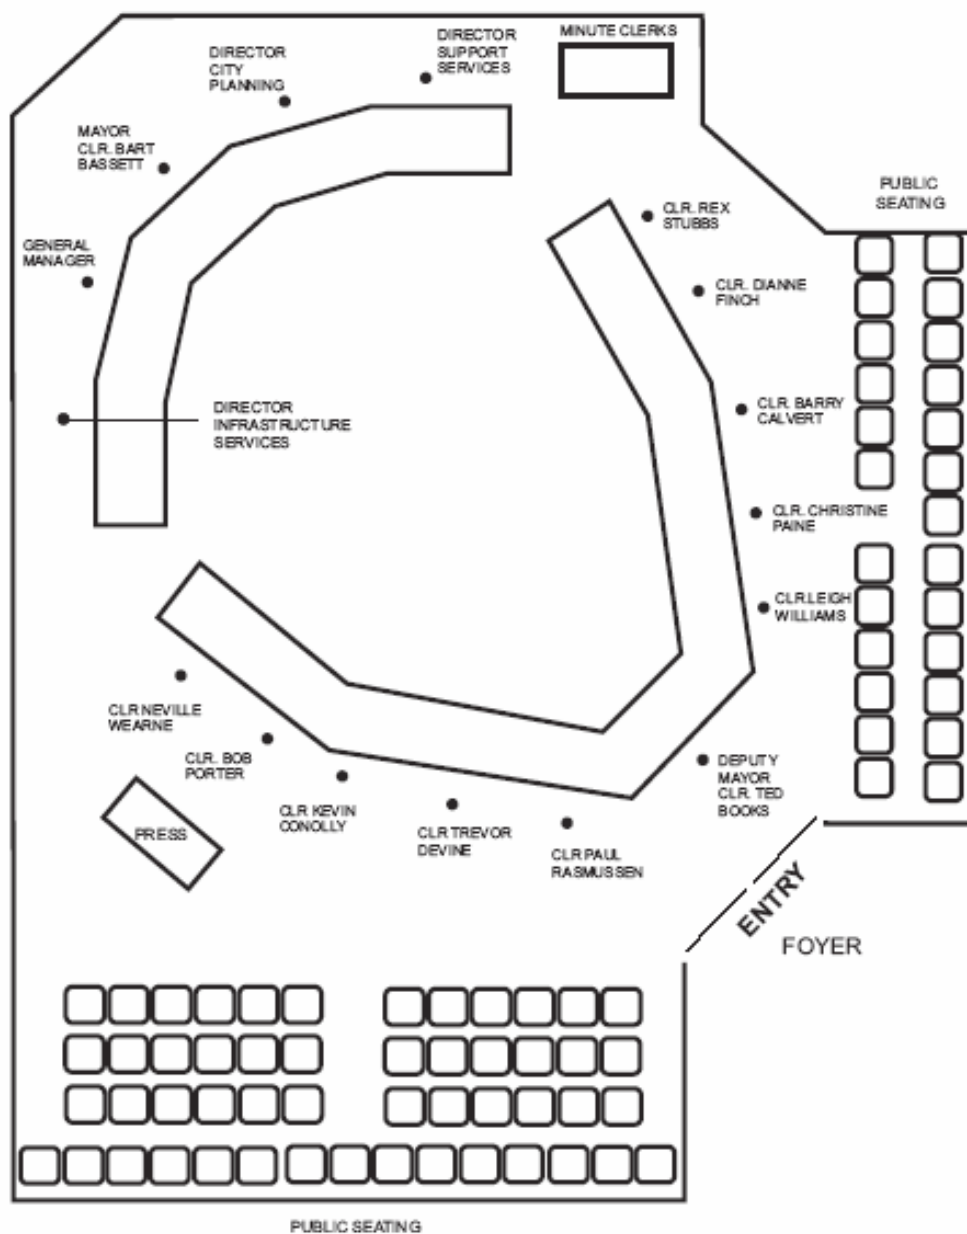 DIRECTOR
SUPPORT
SERVICES
MINUTE CLERKS
DIRECTOR
CITY
PLANNING
MAYOR
CLR. BART
BASSETT
PUBLIC
SEATING
CLR. REX
STUBBS
GENERAL
MANAGER
CLR. DIANNE
FINCH
DIRECTOR
INFRASTRUCTURE
SERVICES
CLR. BARRY
CALVERT
CLR. CHRISTINE
PAINE
CLR.LEIGH
WILLIAMS
CLR NEVILLE
WEARNE
CLR. BOB
PORTER
DEPUTY
MAYOR
CLR. TED
BOOKS
CLR KEVIN
CONOLLY
PRESS
CLR TREVOR
DEVINE
CLR PAUL
RASMUSSEN
ENTRY
FOYER
PUBLIC SEATING